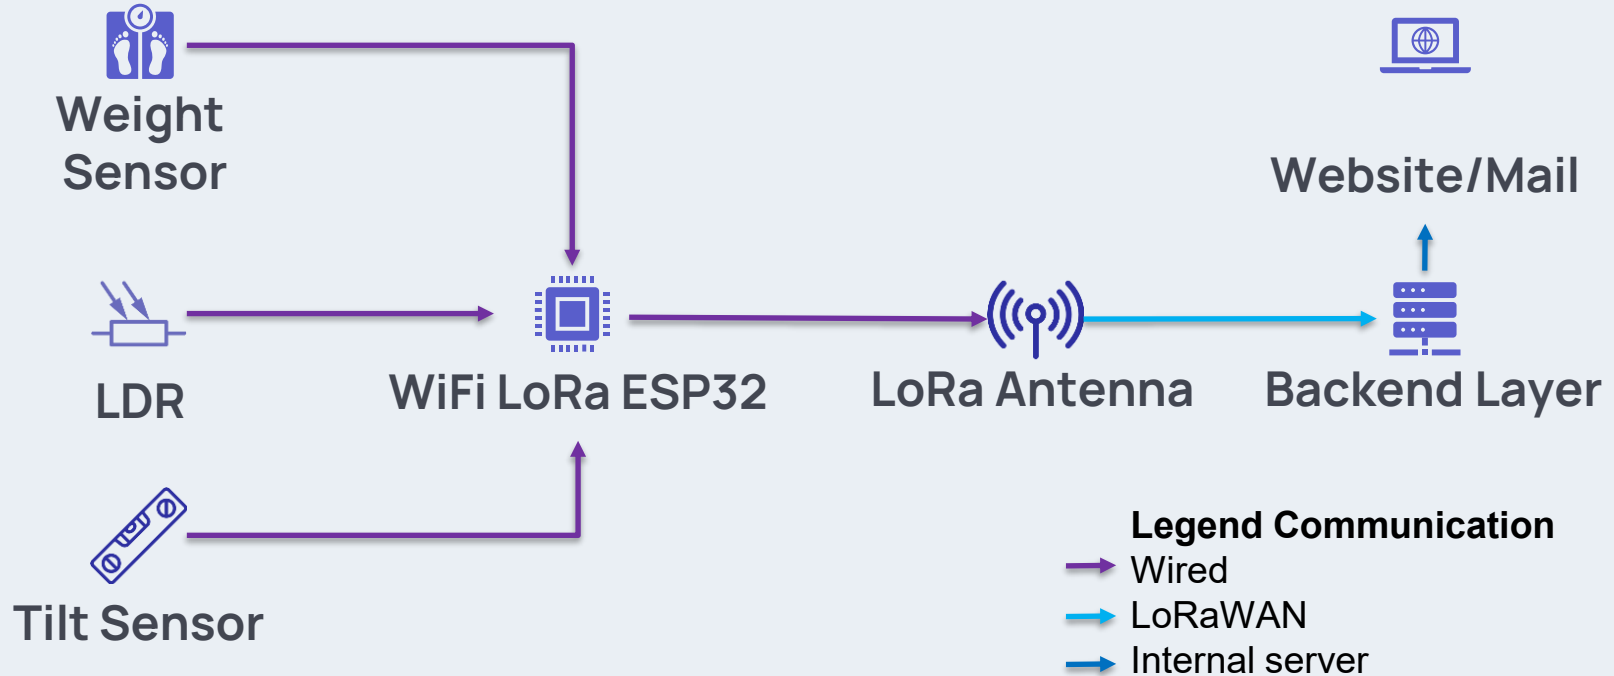 Weight
Sensor
Website/Mail
LDR
WiFi LoRa ESP32
LoRa Antenna
Backend Layer
Tilt Sensor
Legend Communication
Wired
LoRaWAN
Internal server